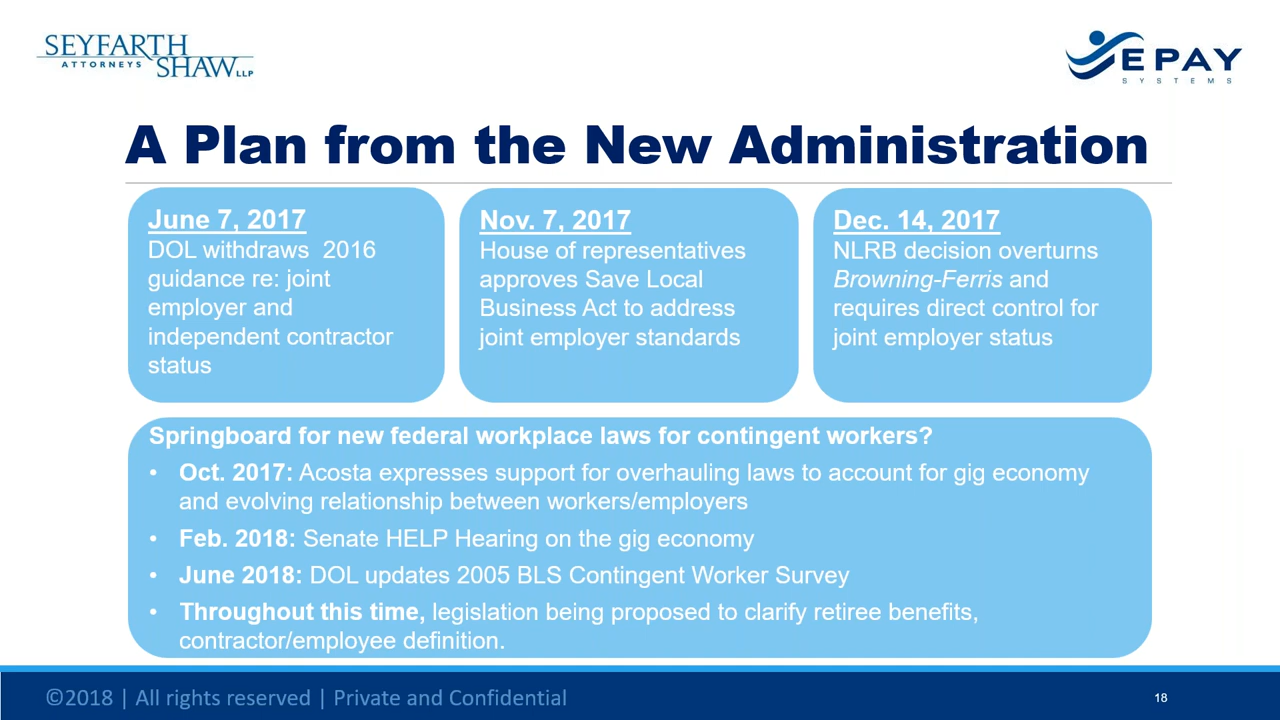 SEYFARTH
ATTORNEYS SHAW LLP
EPAY
SYSTEMS
A Plan from the New Administration
June 7, 2017
DOL withdraws  2016
guidance re: joint
employer and
independent contractor
status
Nov. 7, 2017
House of representatives
approves Save Local
Business Act to address
joint employer standards
Dec. 14, 2017
NLRB decision overturns
Browning-Ferris and
requires direct control for
joint employer status
Springboard for new federal workplace laws for contingent workers?
• Oct. 2017: Acosta expresses support for overhauling laws to account for gig economy
and evolving relationship between workers/employers
• Feb. 2018: Senate HELP Hearing on the gig economy
• June 2018: DOL updates 2005 BLS Contingent Worker Survey
• Throughout this time, legislation being proposed to clarify retiree benefits,
contractor/employee definition.
©2018 | All rights reserved | Private and Confidential
18